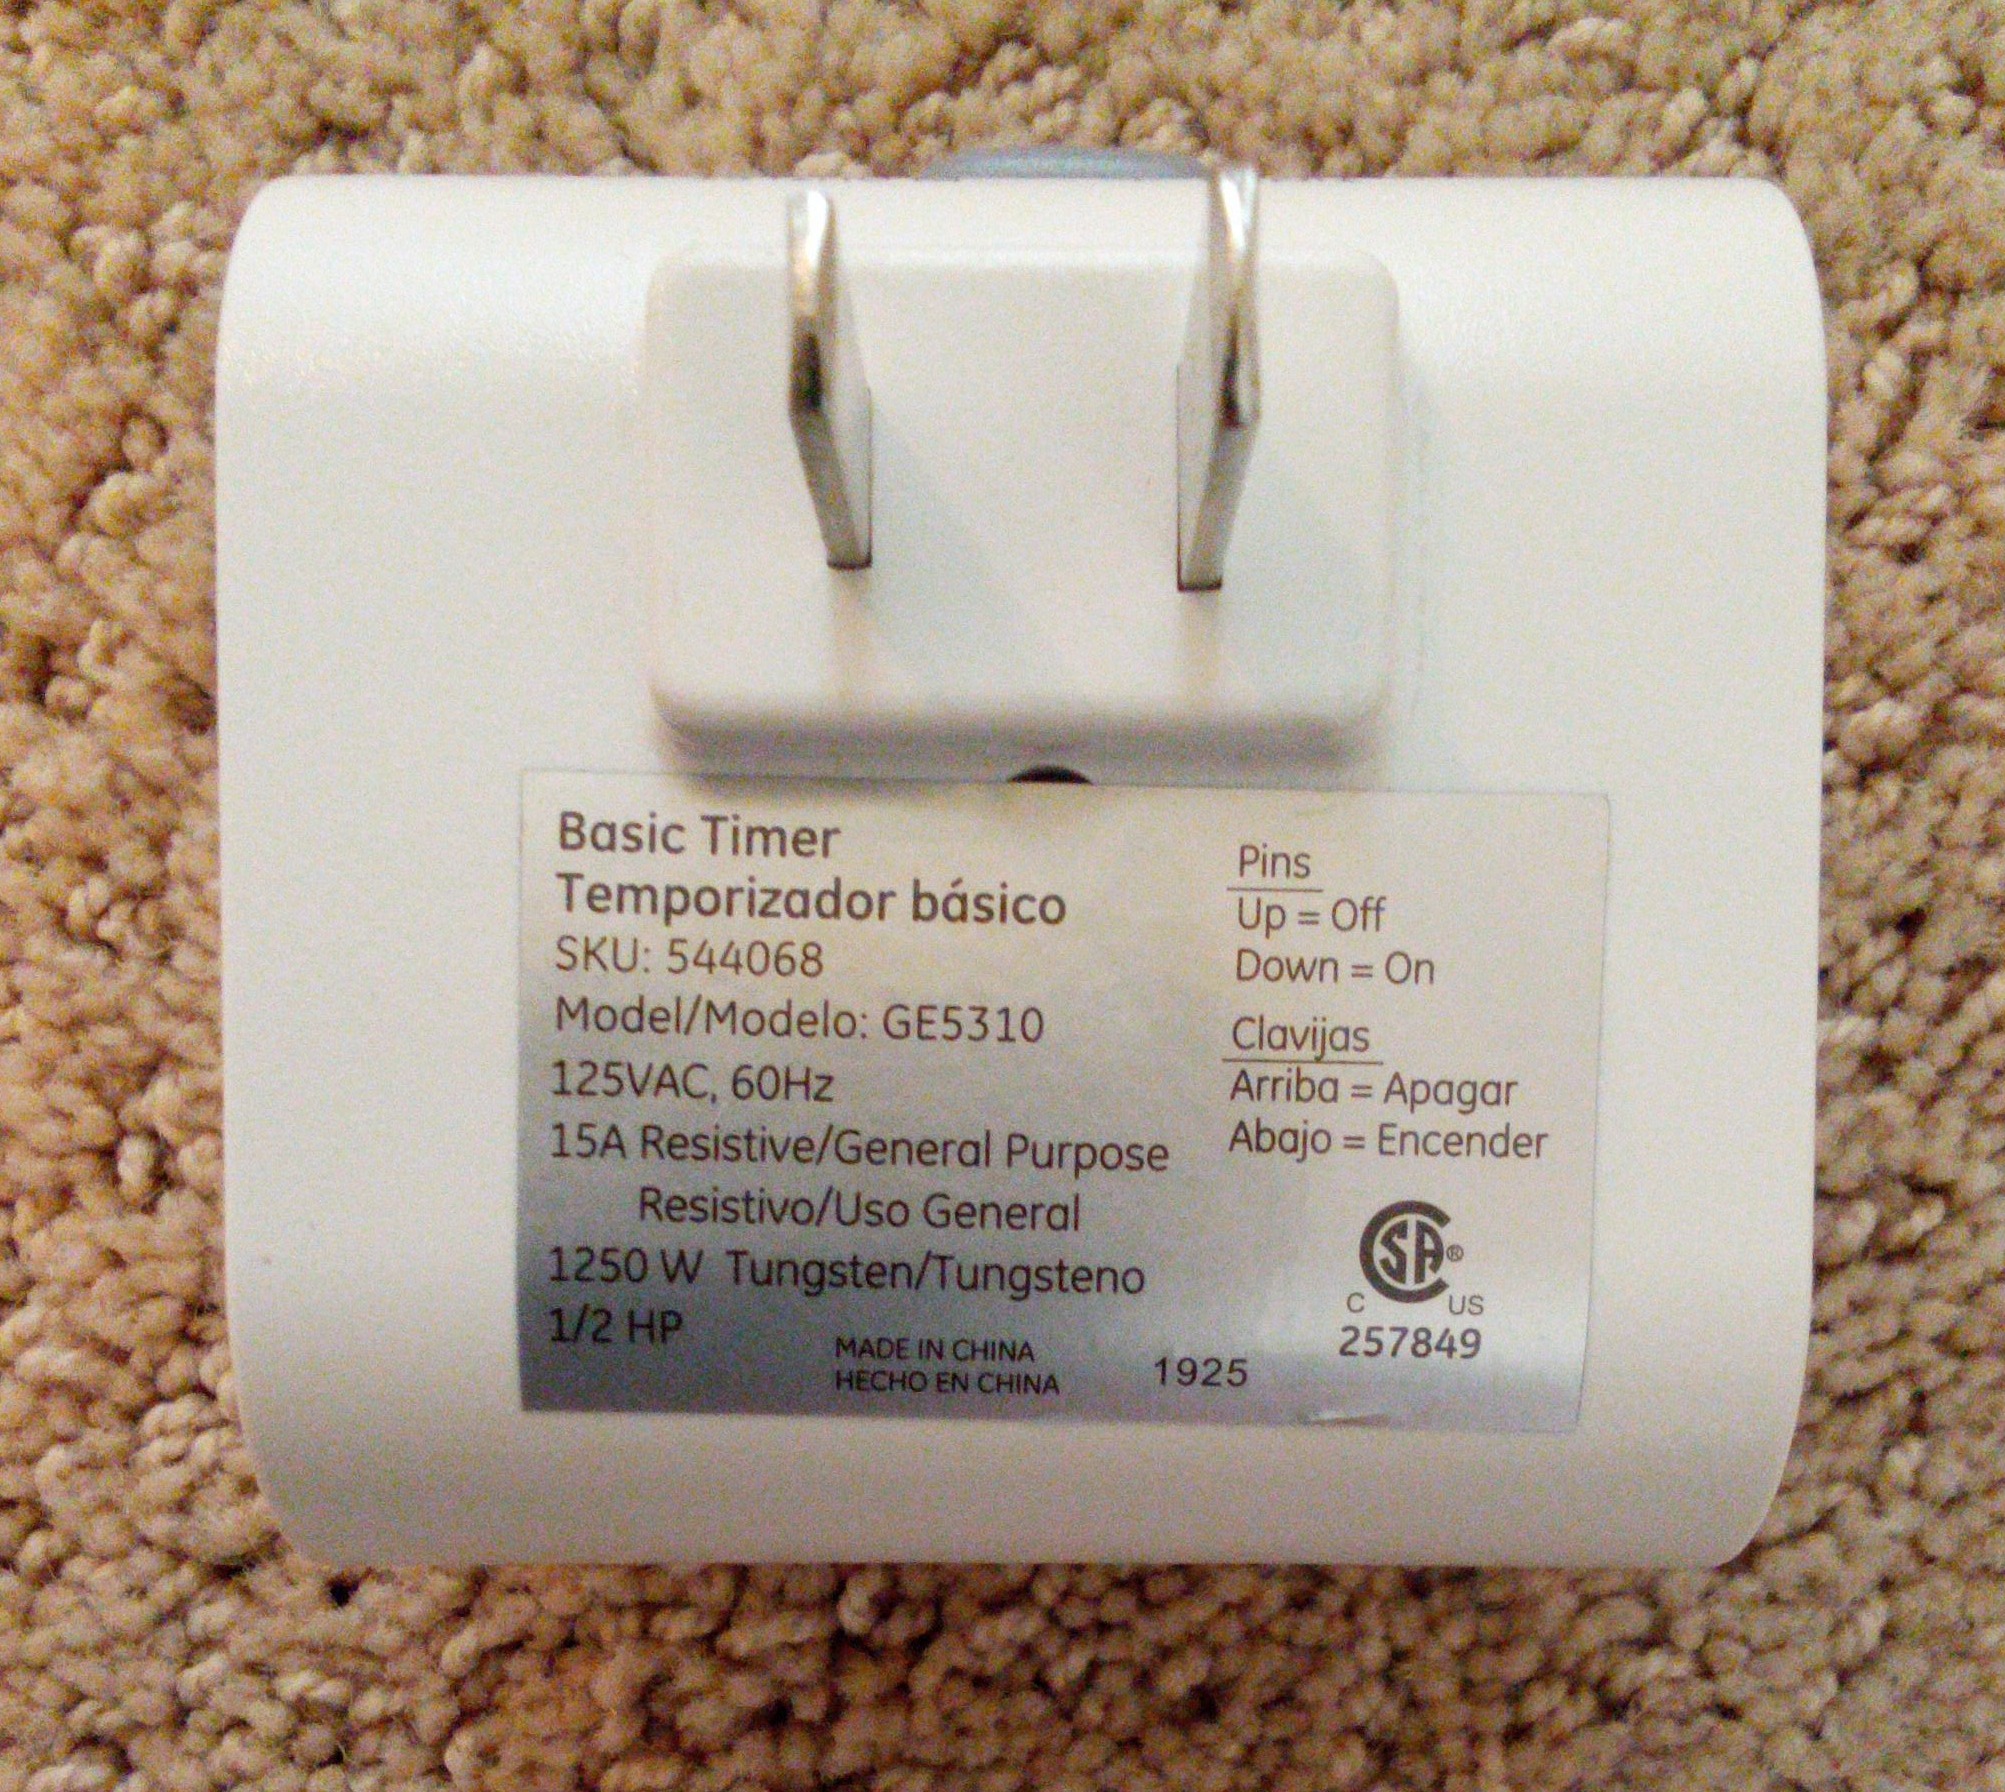 Basic Timer
Temporizador básico
SKU: 544068
Model/Modelo: GE5310
125VAC, 60Hz
15A Resistive/General Purpose
Resistivo/Uso General
1250 W Tungsten/Tungsteno
1/2 HP
MADE IN CHINA
HECHO EN CHINA
1925
Pins
Up = Off
Down = On
Clavijas
Arriba = Apagar
Abajo = Encender
CSA®
C US
257849